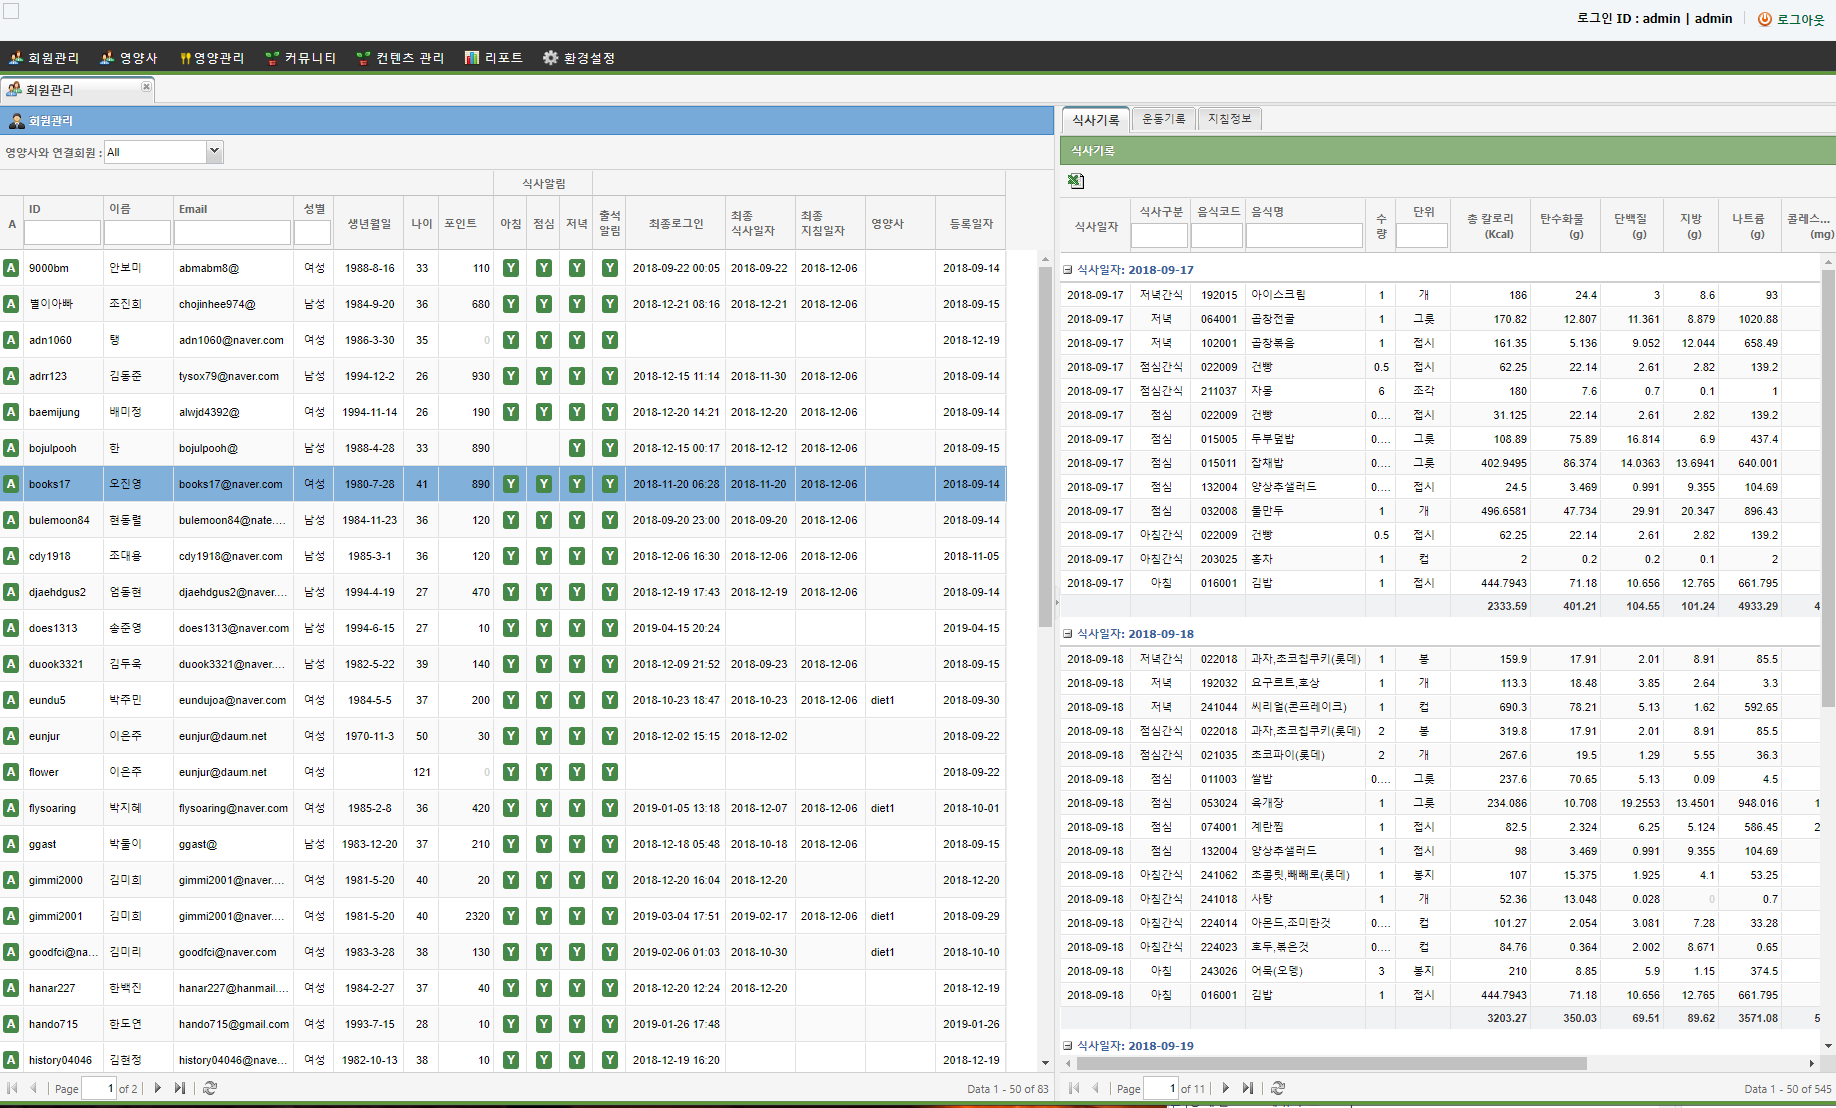 로그인 ID : admin | admin 로그아웃
회원관리 영양사 영양관리 커뮤니티 컨텐츠 관리 리포트 환경설정
회원관리
회원관리
영양사와 연결회원 : All
식사알림
A ID 이름 Email 성별 생년월일 나이 포인트 아침 점심 저녁 출석알림 최종로그인 최종식사일자 최종지침일자 영양사 등록일자
A 9000bm 안보미 abmabm8@ 여성 1988-8-16 33 110 Y Y Y Y 2018-09-22 00:05 2018-09-22 2018-12-06 2018-09-14
A 별이아빠 조진희 chojinhee974@ 남성 1984-9-20 36 680 Y Y Y Y 2018-12-21 08:16 2018-12-21 2018-12-06 2018-09-15
A adn1060 탱 adn1060@naver.com 여성 1986-3-30 35 0 Y Y Y Y 2018-12-19
A adrr123 김동준 tysox79@naver.com 남성 1994-12-2 26 930 Y Y Y Y 2018-12-15 11:14 2018-11-30 2018-12-06 2018-09-14
A baemijung 배미정 alwjd4392@ 여성 1994-11-14 26 190 Y Y Y Y 2018-12-20 14:21 2018-12-20 2018-12-06 2018-09-14
A bojulpooh 한 bojulpooh@ 남성 1988-4-28 33 890 Y Y 2018-12-15 00:17 2018-12-12 2018-12-06 2018-09-15
A books17 오진영 books17@naver.com 여성 1980-7-28 41 890 Y Y Y Y 2018-11-20 06:28 2018-11-20 2018-12-06 2018-09-14
A bulemoon84 현동렬 bulemoon84@nate.... 남성 1984-11-23 36 120 Y Y Y Y 2018-09-20 23:00 2018-09-20 2018-12-06 2018-09-14
A cdy1918 조대용 cdy1918@naver.com 남성 1985-3-1 36 120 Y Y Y Y 2018-12-06 16:30 2018-12-06 2018-12-06 2018-11-05
A djaehdgus2 엄동현 djaehdgus2@naver.... 남성 1994-4-19 27 470 Y Y Y Y 2018-12-19 17:43 2018-12-19 2018-12-06 2018-09-14
A does1313 송준영 does1313@naver.com 남성 1994-6-15 27 10 Y Y Y Y 2019-04-15 20:24 2019-04-15
A duook3321 김두욱 duook3321@naver.... 남성 1982-5-22 39 140 Y Y Y Y 2018-12-09 21:52 2018-09-23 2018-12-06 2018-09-15
A eundu5 박주민 eundujoa@naver.com 여성 1984-5-5 37 200 Y Y Y Y 2018-10-23 18:47 2018-10-23 2018-12-06 diet1 2018-09-30
A eunjur 이은주 eunjur@daum.net 여성 1970-11-3 50 30 Y Y Y Y 2018-12-02 15:15 2018-12-02 2018-09-22
A flower 이은주 eunjur@daum.net 여성 121 0 Y Y Y Y 2018-09-22
A flysoaring 박지혜 flysoaring@naver.com 여성 1985-2-8 36 420 Y Y Y Y 2019-01-05 13:18 2018-12-07 2018-12-06 diet1 2018-10-01
A ggast 박돌이 ggast@ 남성 1983-12-20 37 210 Y Y Y Y 2018-12-18 05:48 2018-10-18 2018-12-06 2018-09-15
A gimmi2000 김미희 gimmi2001@naver.... 여성 1981-5-20 40 20 Y Y Y Y 2018-12-20 16:04 2018-12-20 2018-12-20
A gimmi2001 김미희 gimmi2001@naver.... 여성 1981-5-20 40 2320 Y Y Y Y 2019-03-04 17:51 2019-02-17 2018-12-06 diet1 2018-09-29
A goodfci@na... 김미리 goodfci@naver.com 여성 1983-3-28 38 130 Y Y Y Y 2019-02-06 01:03 2018-10-30 diet1 2018-10-10
A hanar227 한백진 hanar227@hanmail.... 여성 1984-2-27 37 40 Y Y Y Y 2018-12-20 12:24 2018-12-20 2018-12-19
A hando715 한도연 hando715@gmail.com 여성 1993-7-15 28 10 Y Y Y Y 2019-01-26 17:48 2019-01-26
A history04046 김현정 history04046@nave... 여성 1982-10-13 38 10 Y Y Y Y 2018-12-19 16:20 2018-12-19
Page 1 of 2 Data 1 - 50 of 83
식사기록 운동기록 지침정보
식사기록
식사일자 식사구분 음식코드 음식명 수량 단위 총 칼로리 (Kcal) 탄수화물 (g) 단백질 (g) 지방 (g) 나트륨 (g) 콜레스... (mg)
식사일자: 2018-09-17
2018-09-17 저녁간식 192015 아이스크림 1 개 186 24.4 3 8.6 93
2018-09-17 저녁 064001 곱창전골 1 그릇 170.82 12.807 11.361 8.879 1020.88
2018-09-17 저녁 102001 곱창볶음 1 접시 161.35 5.136 9.052 12.044 658.49
2018-09-17 점심간식 022009 건빵 0.5 접시 62.25 22.14 2.61 2.82 139.2
2018-09-17 점심간식 211037 자몽 6 조각 180 7.6 0.7 0.1 1
2018-09-17 점심 022009 건빵 0.... 접시 31.125 22.14 2.61 2.82 139.2
2018-09-17 점심 015005 두부덮밥 0.... 그릇 108.89 75.89 16.814 6.9 437.4
2018-09-17 점심 015011 잡채밥 0.... 그릇 402.9495 86.374 14.0363 13.6941 640.001
2018-09-17 점심 132004 양상추샐러드 0.... 접시 24.5 3.469 0.991 9.355 104.69
2018-09-17 점심 032008 물만두 1 개 496.6581 47.734 29.91 20.347 896.43
2018-09-17 아침간식 022009 건빵 0.5 접시 62.25 22.14 2.61 2.82 139.2
2018-09-17 아침간식 203025 홍차 1 컵 2 0.2 0.2 0.1 2
2018-09-17 아침 016001 김밥 1 접시 444.7943 71.18 10.656 12.765 661.795
2333.59 401.21 104.55 101.24 4933.29 4
식사일자: 2018-09-18
2018-09-18 저녁간식 022018 과자,초코칩쿠키(롯데) 1 봉 159.9 17.91 2.01 8.91 85.5
2018-09-18 저녁 192032 요구르트,호상 1 개 113.3 18.48 3.85 2.64 3.3
2018-09-18 저녁 241044 씨리얼(콘프레이크) 1 컵 690.3 78.21 5.13 1.62 592.65
2018-09-18 점심간식 022018 과자,초코칩쿠키(롯데) 2 봉 319.8 17.91 2.01 8.91 85.5
2018-09-18 점심간식 021035 초코파이(롯데) 2 개 267.6 19.5 1.29 5.55 36.3
2018-09-18 점심 011003 쌀밥 0.... 그릇 237.6 70.65 5.13 0.09 4.5
2018-09-18 점심 053024 육개장 1 그릇 234.086 10.708 19.2553 13.4501 948.016 1
2018-09-18 점심 074001 계란찜 1 접시 82.5 2.324 6.25 5.124 586.45 2
2018-09-18 점심 132004 양상추샐러드 1 접시 98 3.469 0.991 9.355 104.69
2018-09-18 아침간식 241062 초콜릿,빼빼로(롯데) 1 봉지 107 15.375 1.925 4.1 53.25
2018-09-18 아침간식 241018 사탕 1 개 52.36 13.048 0.028 0 0.7
2018-09-18 아침간식 224014 아몬드,조미한것 0.... 컵 101.27 2.054 3.081 7.28 33.28
2018-09-18 아침간식 224023 호두,볶은것 0.... 컵 84.76 0.364 2.002 8.671 0.65
2018-09-18 아침 243026 어묵(오뎅) 3 봉지 210 8.85 5.9 1.15 374.5
2018-09-18 아침 016001 김밥 1 접시 444.7943 71.18 10.656 12.765 661.795
3203.27 350.03 69.51 89.62 3571.08 5
식사일자: 2018-09-19
Page 1 of 11 Data 1 - 50 of 545